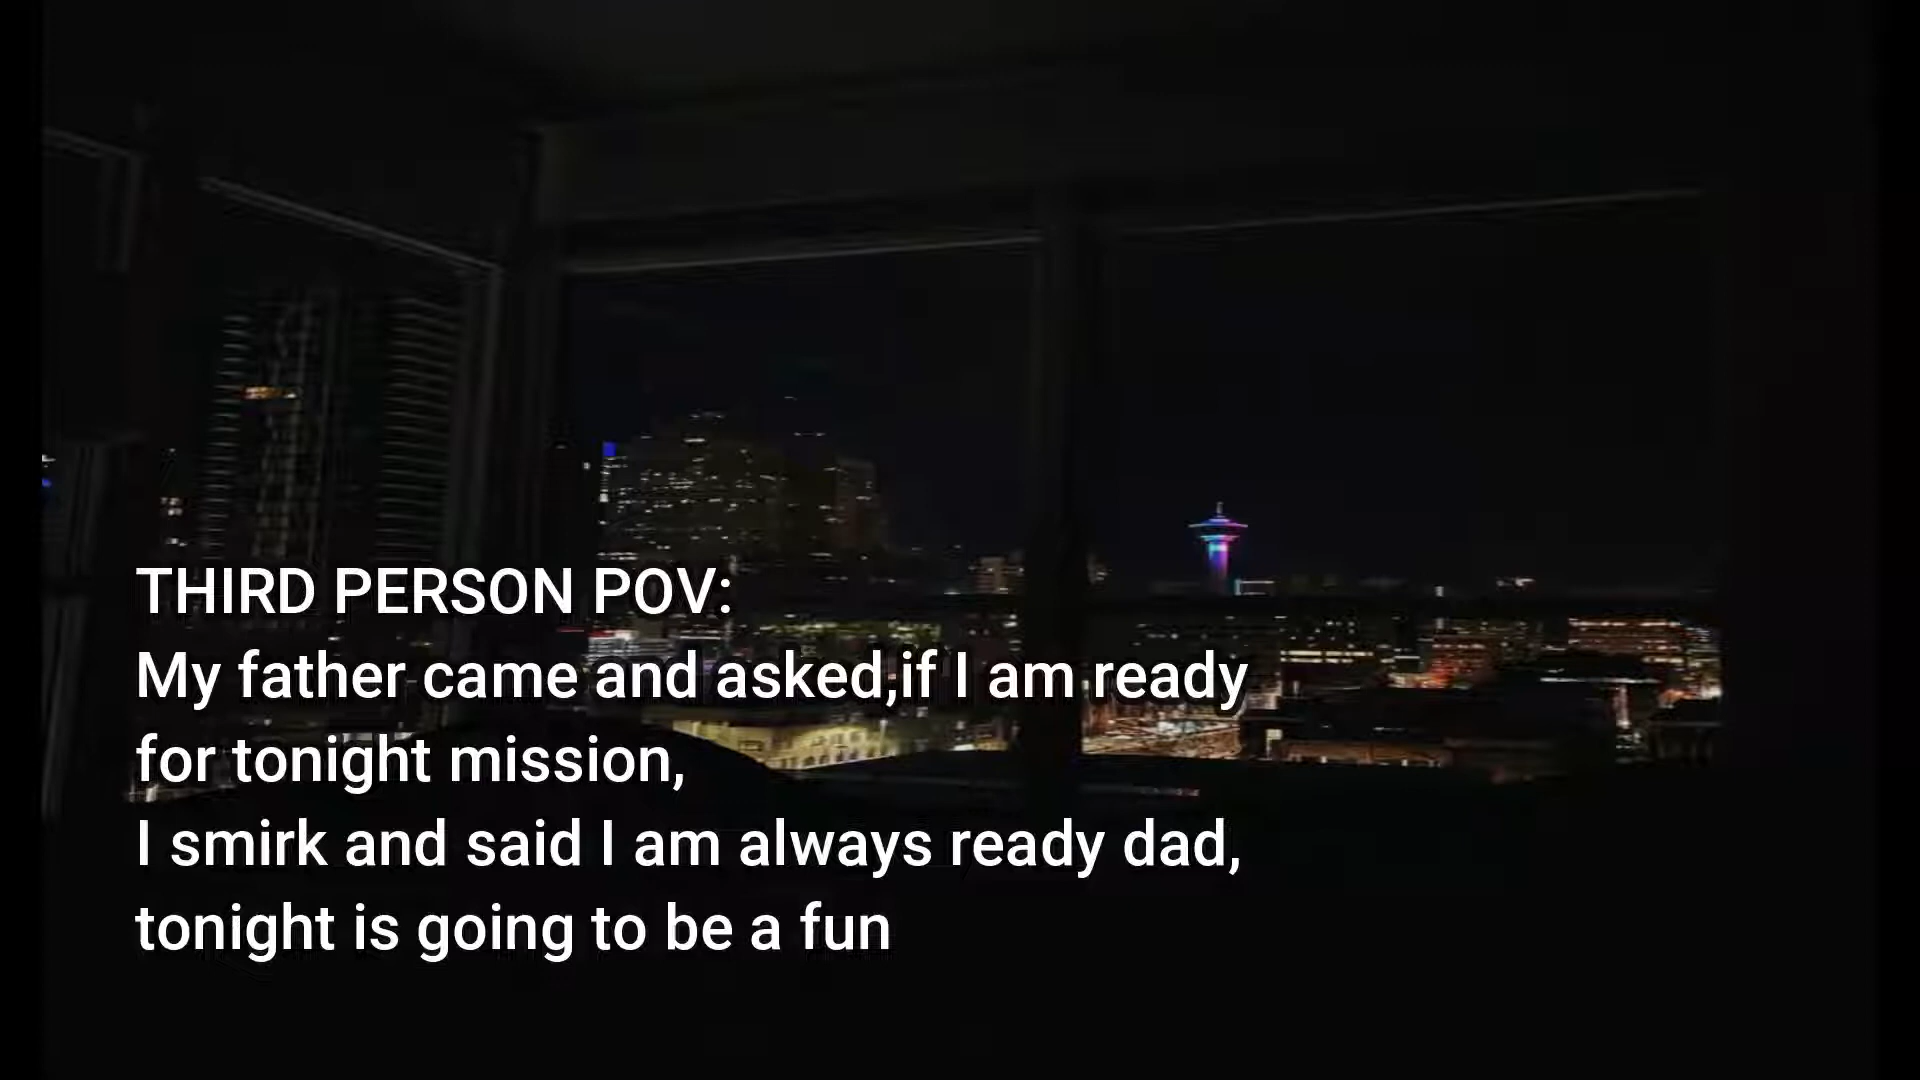 THIRD PERSON POV:
My father came and asked,if I am ready
for tonight mission,
I smirk and said I am always ready dad,
tonight is going to be a fun